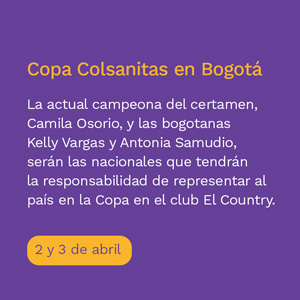 Copa Colsanitas en Bogotá
La actual campeona del certamen,
Camila Osorio, y las bogotanas
Kelly Vargas y Antonia Samudio,
serán las nacionales que tendrán
la responsabilidad de representar al
país en la Copa en el club El Country.
2 y 3 de abril